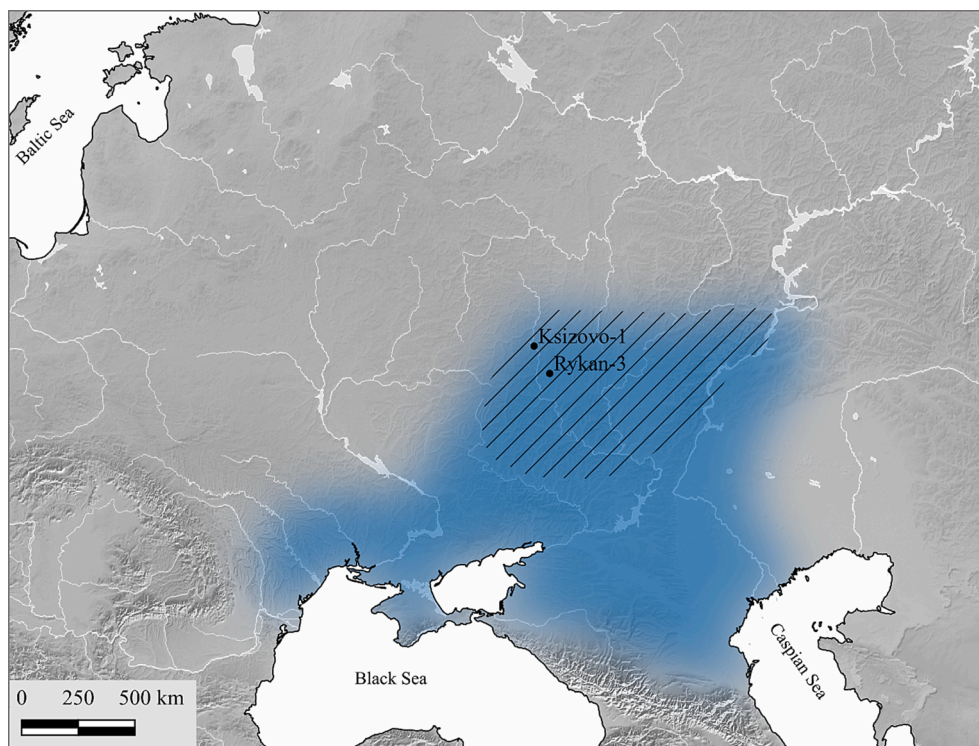 Baltic Sea
Ksizovo-1
Rykan-3
Black Sea
Caspian Sea
0 250 500 km